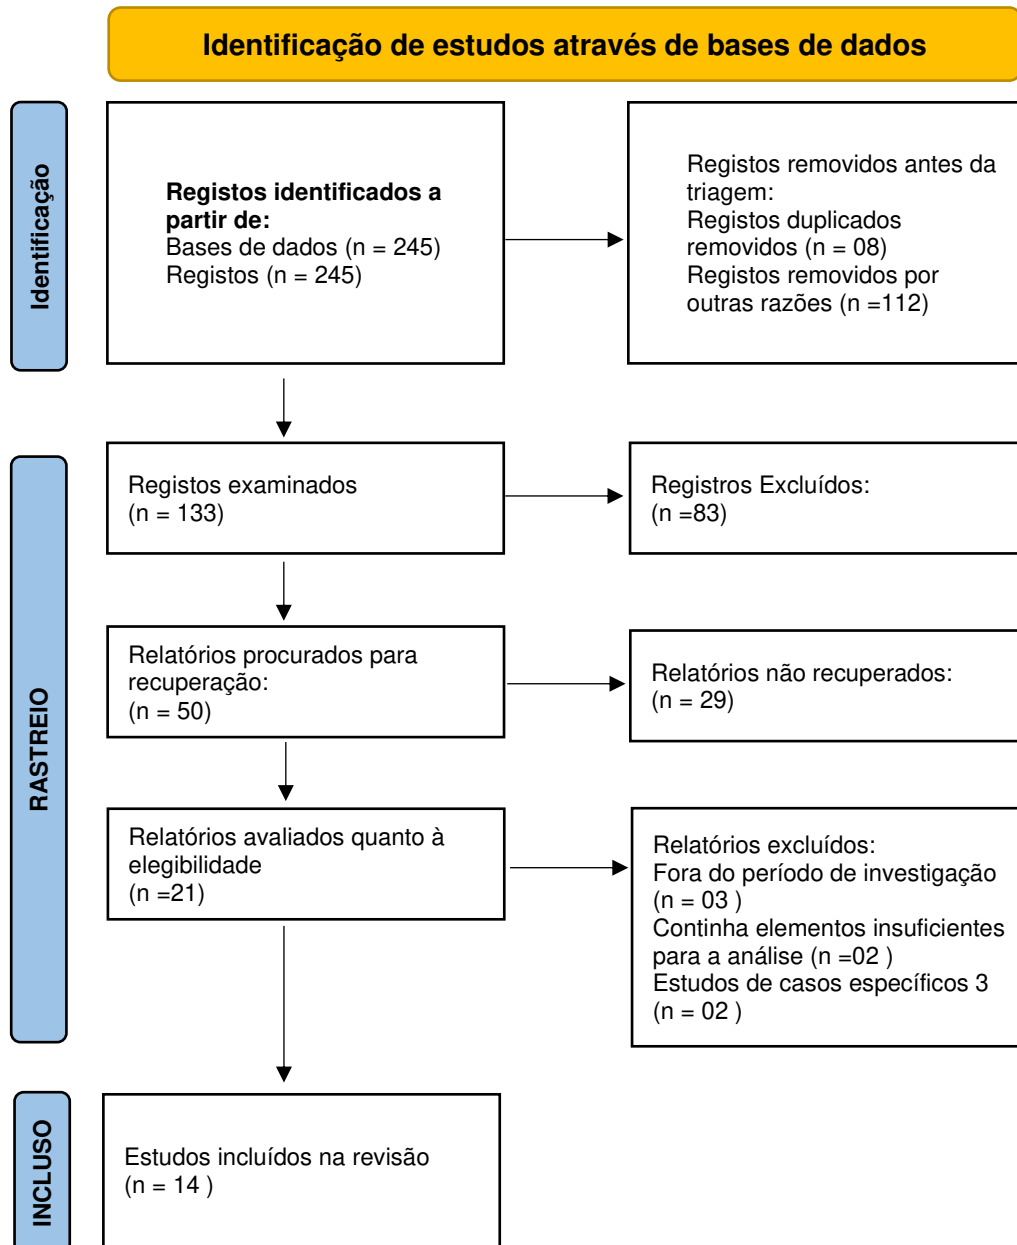 Identificação de estudos através de bases de dados
Identificação
Registos identificados a
partir de:
Bases de dados (n = 245)
Registos (n = 245)
Registos removidos antes da
triagem:
Registos duplicados
removidos (n = 08)
Registos removidos por
outras razões (n =112)
RASTREIO
Registos examinados
(n = 133)
Registros Excluídos:
(n =83)
Relatórios procurados para
recuperação:
(n = 50)
Relatórios não recuperados:
(n = 29)
Relatórios avaliados quanto à
elegibilidade
(n =21)
Relatórios excluídos:
Fora do período de investigação
(n = 03 )
Continha elementos insuficientes
para a análise (n =02 )
Estudos de casos específicos 3
(n = 02 )
INCLUSO
Estudos incluídos na revisão
(n = 14 )